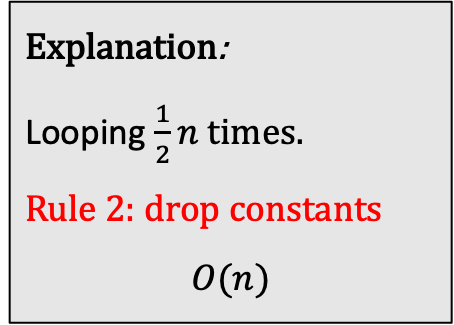 Explanation:
Looping 1/2 n times.
Rule 2: drop constants
O(n)